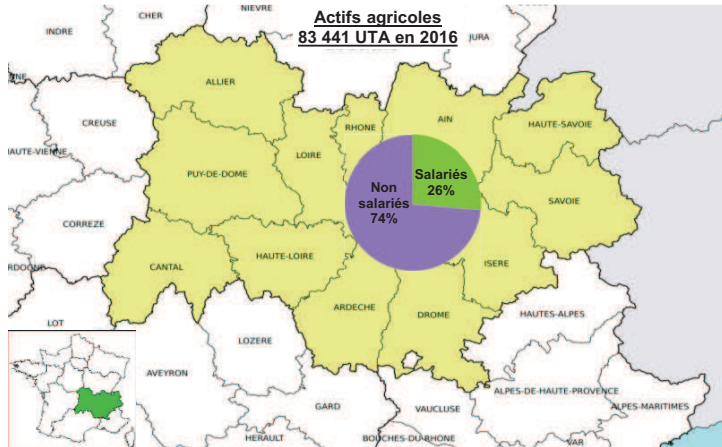 CHER
NIEVRE
Actifs agricoles
83 441 UTA en 2016
JURA
INDRE
ALLIER
CREUSE
RHONE
AIN
HAUTE-SAVOIE
HAUTE-VIENNE
LOIRE
PUY-DE-DOME
Salariés
26%
Non
salariés
74%
SAVOIE
CORREZE
HAUTE-LOIRE
CANTAL
ISERE
ARDECHE
DROME
HAUTES-ALPES
LOT
LOZERE
AVEYRON
ALPES-DE-HAUTE-PROVENCE
GARD
VAUCLUSE
ALPES-MARITIMES
HERAULT
BOUCHES-DU-RHONE
VAR